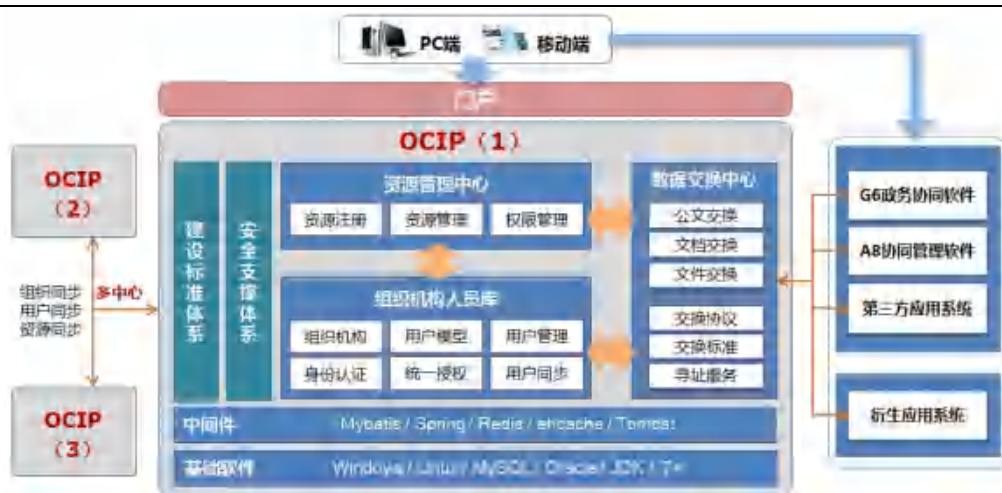 PC端
移动端
门户
OCIP（1）
OCIP
（2）
组织同步
用户同步
资源同步
多中心
OCIP
（3）
建设标准体系
安全支撑体系
资源管理中心
资源注册
资源管理
权限管理
组织机构人员库
组织机构
用户模型
用户管理
身份认证
统一授权
用户同步
数据交换中心
公文交换
文档交换
文件交换
交换协议
交换标准
寻址服务
中间件
Mybatis / Spring / Redis / ehcache / Tomcat
基础软件
Windows / Linux / MySQL / Oracle / JDK 1.7+
G6政务协同软件
A8协同管理软件
第三方应用系统
衍生应用系统